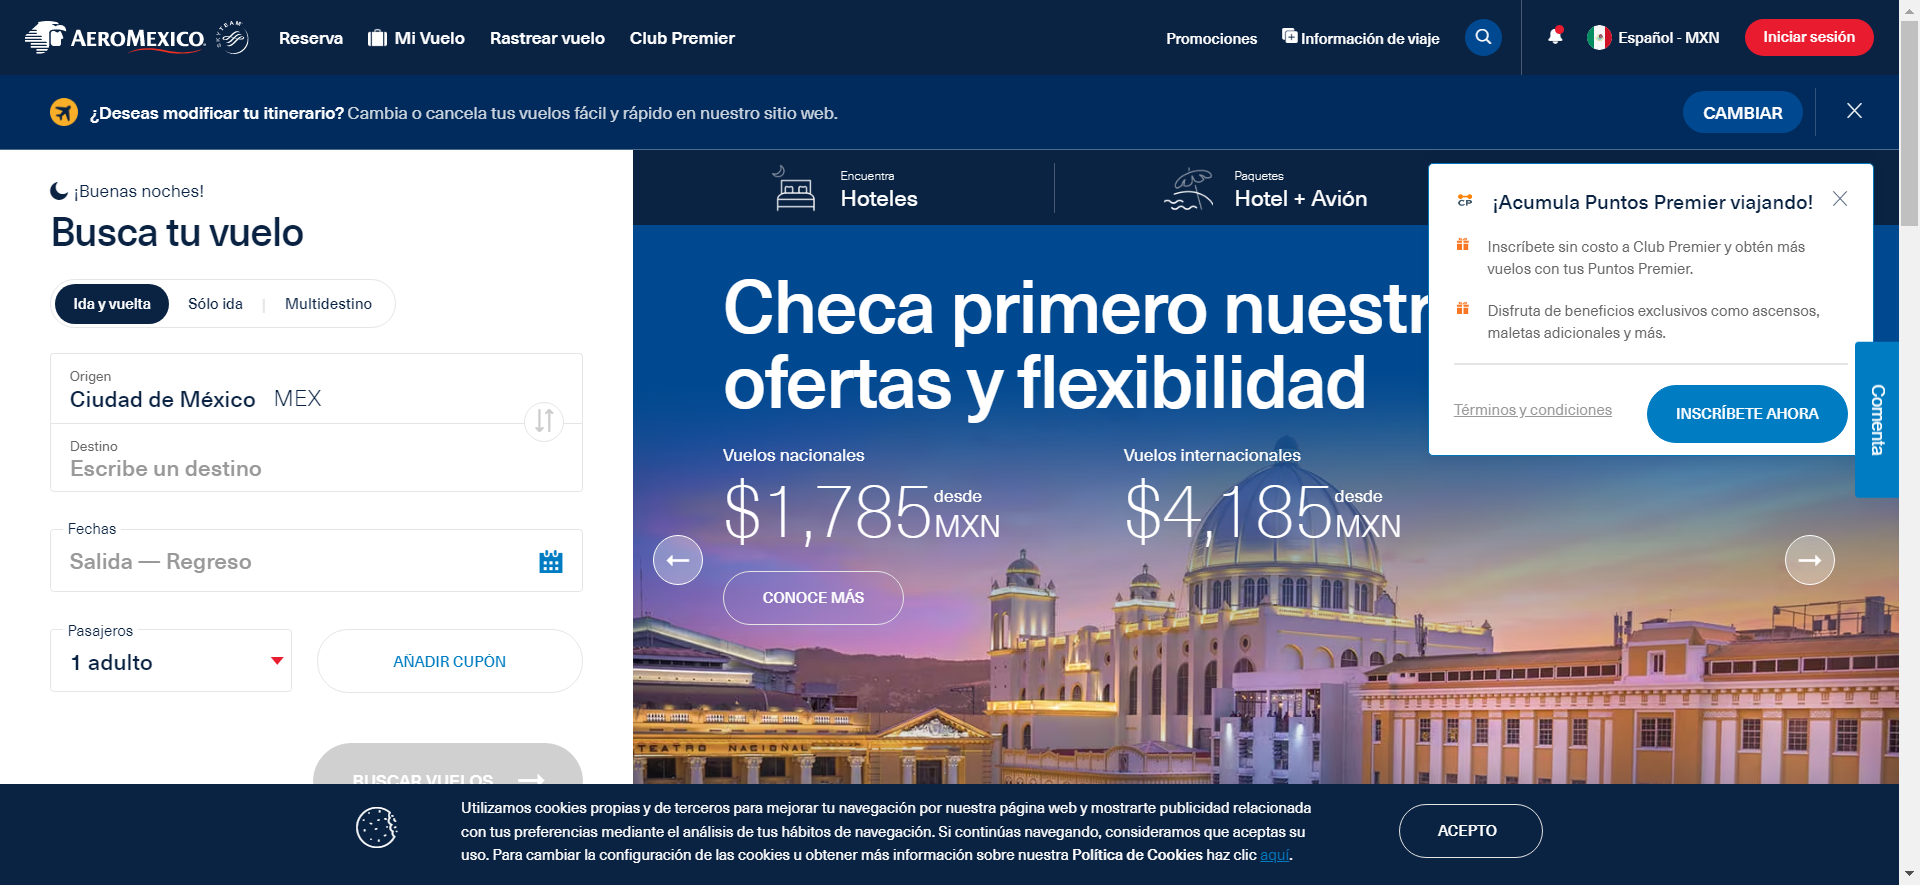 AEROMEXICO. SKYTEAM
Reserva
Mi Vuelo
Rastrear vuelo
Club Premier
Promociones
Información de viaje
Español - MXN
Iniciar sesión
¿Deseas modificar tu itinerario? Cambia o cancela tus vuelos fácil y rápido en nuestro sitio web.
CAMBIAR
¡Buenas noches!
Busca tu vuelo
Ida y vuelta
Sólo ida
Multidestino
Origen
Ciudad de México MEX
Destino
Escribe un destino
Fechas
Salida — Regreso
Pasajeros
1 adulto
AÑADIR CUPÓN
BUSCAR VUELOS
Encuentra
Hoteles
Paquetes
Hotel + Avión
Checa primero nuestr
ofertas y flexibilidad
Vuelos nacionales
$1,785 desde
MXN
Vuelos internacionales
$4,185 desde
MXN
CONOCE MÁS
TEATRO NACIONAL
CP
¡Acumula Puntos Premier viajando!
Inscríbete sin costo a Club Premier y obtén más
vuelos con tus Puntos Premier.
Disfruta de beneficios exclusivos como ascensos,
maletas adicionales y más.
Términos y condiciones
INSCRÍBETE AHORA
Comenta
Utilizamos cookies propias y de terceros para mejorar tu navegación por nuestra página web y mostrarte publicidad relacionada
con tus preferencias mediante el análisis de tus hábitos de navegación. Si continúas navegando, consideramos que aceptas su
uso. Para cambiar la configuración de las cookies u obtener más información sobre nuestra Política de Cookies haz clic aquí.
ACEPTO